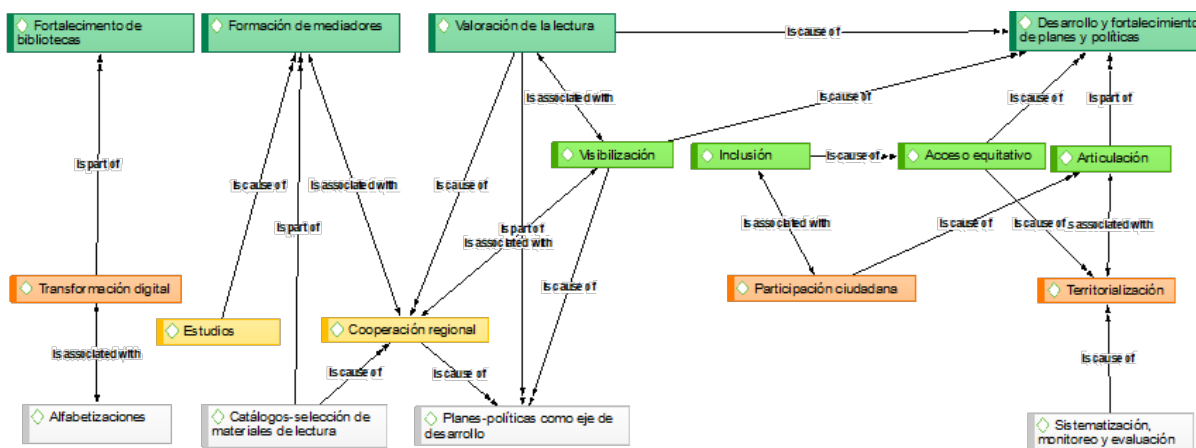 Fortalecimiento de
bibliotecas
Formación de mediadores
Valoración de la lectura
Desarrollo y fortalecimiento
de planes y políticas
Is cause of
Is associated with
Is cause of
Is cause of
Is part of
Visibilización
Inclusión
Is cause of
Acceso equitativo
Articulación
Is part of
Is cause of
Is associated with
Is cause of
Is part of
Is part of
Is associated with
Is associated with
Is cause of
Is cause of
Is associated with
Is cause of
Transformación digital
Participación ciudadana
Territorialización
Estudios
Cooperación regional
Is associated with
Is cause of
Is cause of
Is cause of
Alfabetizaciones
Catálogos-selección de
materiales de lectura
Planes-políticas como eje de
desarrollo
Sistematización,
monitoreo y evaluación